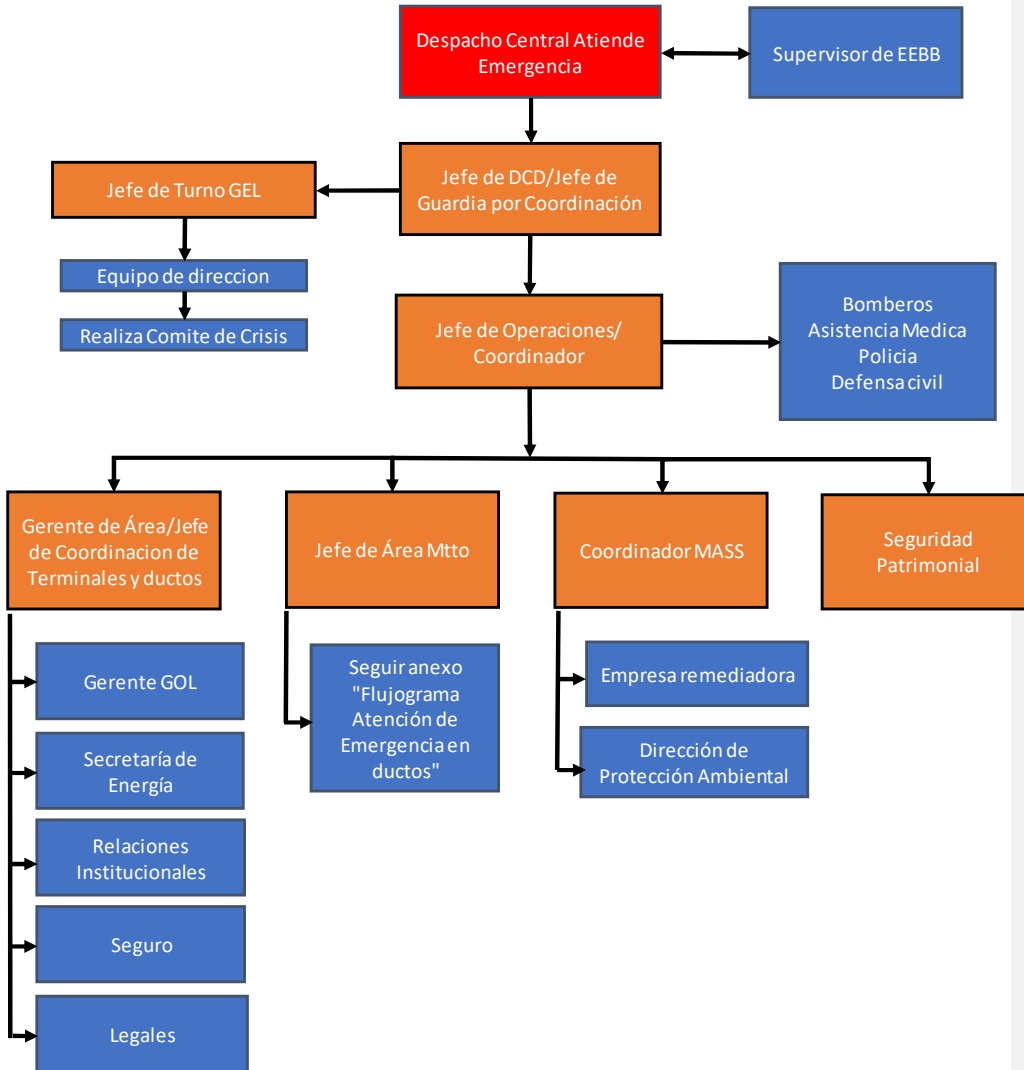 Despacho Central Atiende
Emergencia
Supervisor de EEBB
Jefe de DCD/Jefe de
Guardia por Coordinación
Jefe de Turno GEL
Equipo de direccion
Realiza Comite de Crisis
Jefe de Operaciones/
Coordinador
Bomberos
Asistencia Medica
Policia
Defensa civil
Gerente de Área/Jefe
de Coordinacion de
Terminales y ductos
Jefe de Área Mtto
Coordinador MASS
Seguridad
Patrimonial
Gerente GOL
Secretaría de
Energía
Relaciones
Institucionales
Seguro
Legales
Seguir anexo
"Flujograma
Atención de
Emergencia en
ductos"
Empresa remediadora
Dirección de
Protección Ambiental